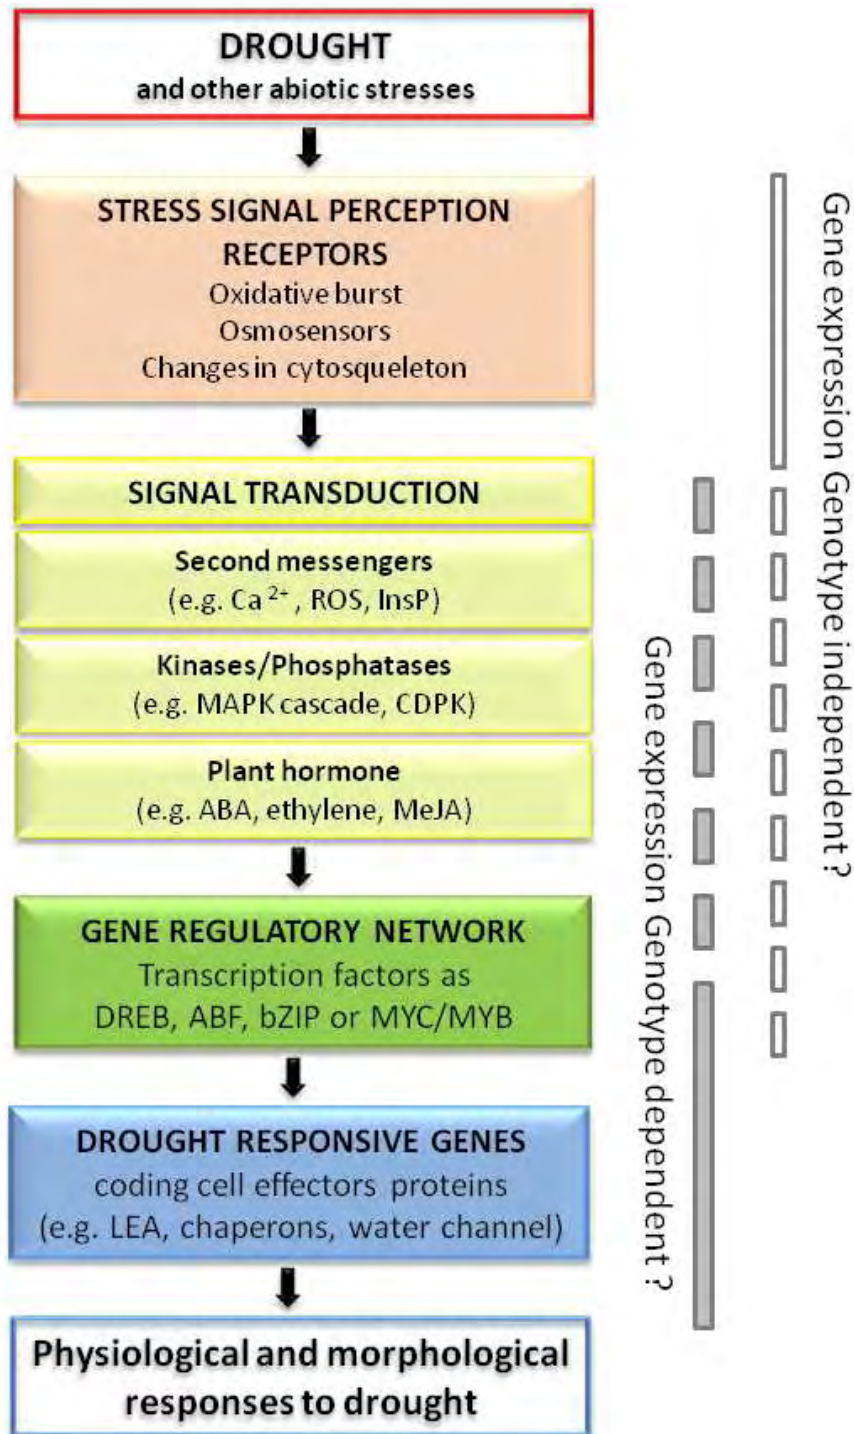 DROUGHT
and other abiotic stresses
STRESS SIGNAL PERCEPTION
RECEPTORS
Oxidative burst
Osmosensors
Changes in cytosqueleton
SIGNAL TRANSDUCTION
Second messengers
(e.g. Ca²⁺, ROS, InsP)
Kinases/Phosphatases
(e.g. MAPK cascade, CDPK)
Plant hormone
(e.g. ABA, ethylene, MeJA)
GENE REGULATORY NETWORK
Transcription factors as
DREB, ABF, bZIP or MYC/MYB
DROUGHT RESPONSIVE GENES
coding cell effectors proteins
(e.g. LEA, chaperons, water channel)
Physiological and morphological
responses to drought
Gene expression Genotype dependent ?
Gene expression Genotype independent ?